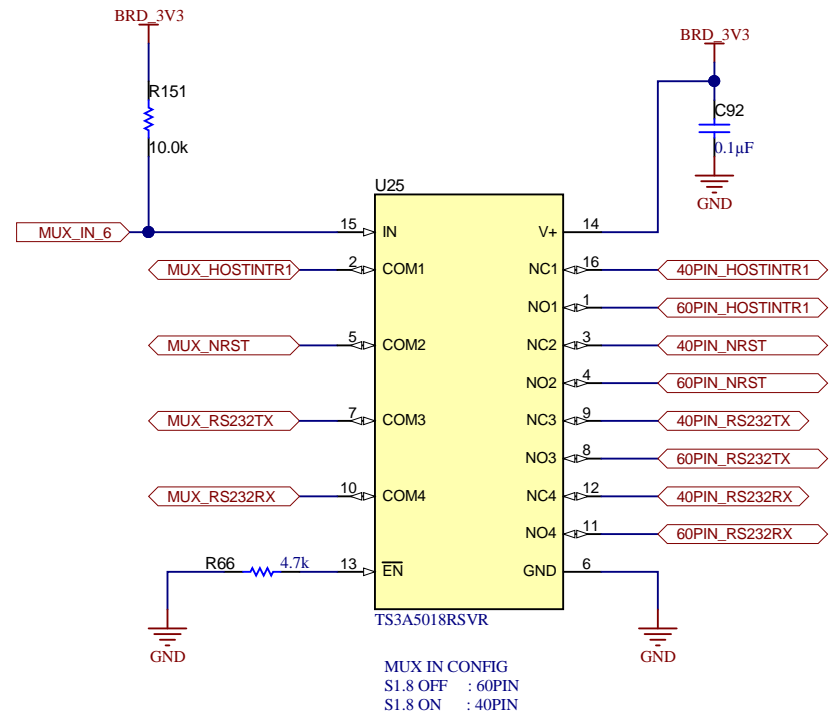 BRD_3V3
BRD_3V3
R151
C92
10.0k
0.1µF
GND
U25
MUX_IN_6
15 IN
V+ 14
MUX_HOSTINTR1
2 COM1
NC1 16
40PIN_HOSTINTR1
NO1 1
60PIN_HOSTINTR1
MUX_NRST
5 COM2
NC2 3
40PIN_NRST
NO2 4
60PIN_NRST
MUX_RS232TX
7 COM3
NC3 9
40PIN_RS232TX
NO3 8
60PIN_RS232TX
MUX_RS232RX
10 COM4
NC4 12
40PIN_RS232RX
NO4 11
60PIN_RS232RX
R66 4.7k
13 EN
GND 6
TS3A5018RSVR
GND
GND
MUX IN CONFIG
S1.8 OFF : 60PIN
S1.8 ON : 40PIN